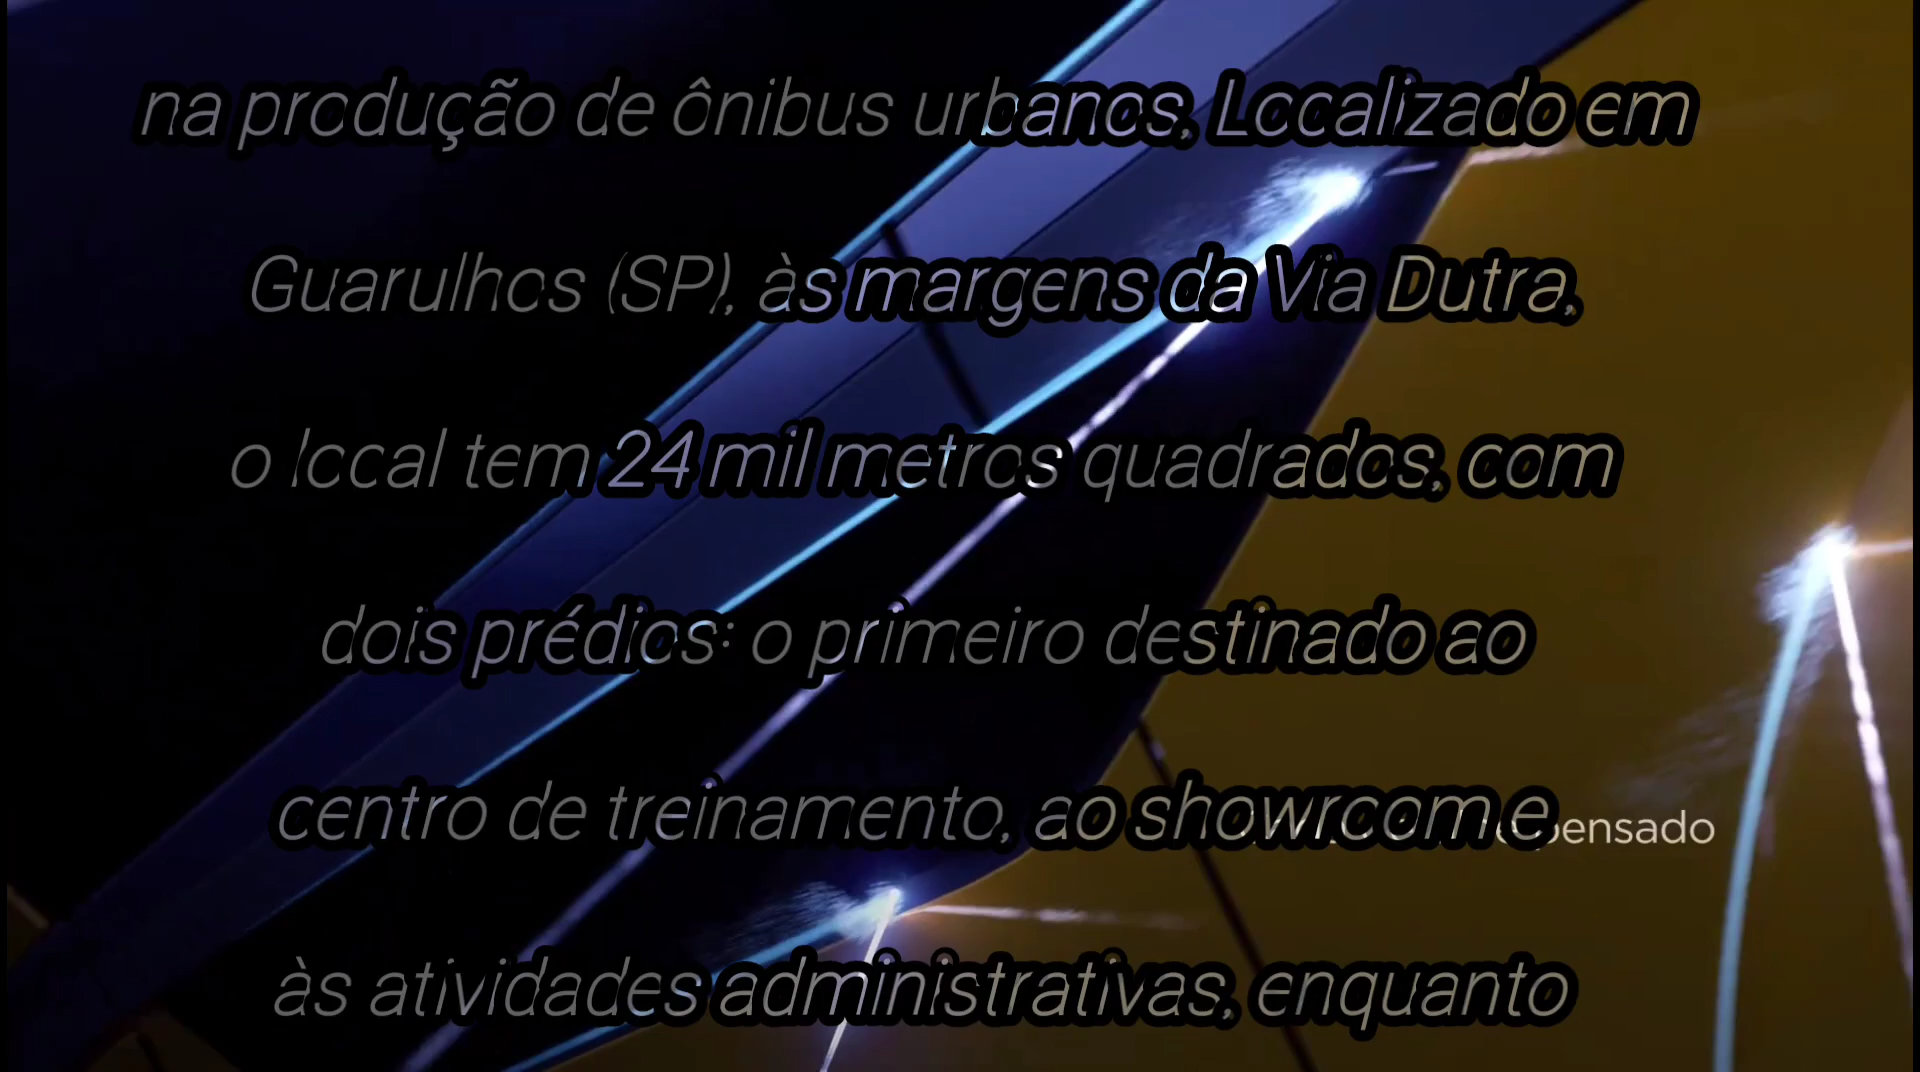 na produção de ônibus urbanos. Localizado em
Guarulhos (SP), às margens da Via Dutra,
o local tem 24 mil metros quadrados, com
dois prédios: o primeiro destinado ao
centro de treinamento, ao showroom e
pensado
às atividades administrativas, enquanto